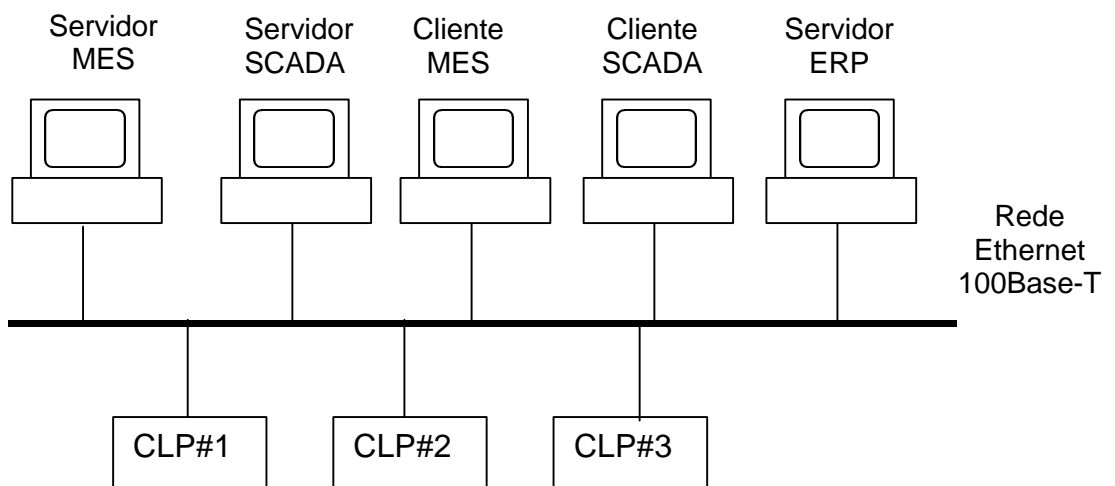 Servidor
MES
Servidor
SCADA
Cliente
MES
Cliente
SCADA
Servidor
ERP
Rede
Ethernet
100Base-T
CLP#1
CLP#2
CLP#3